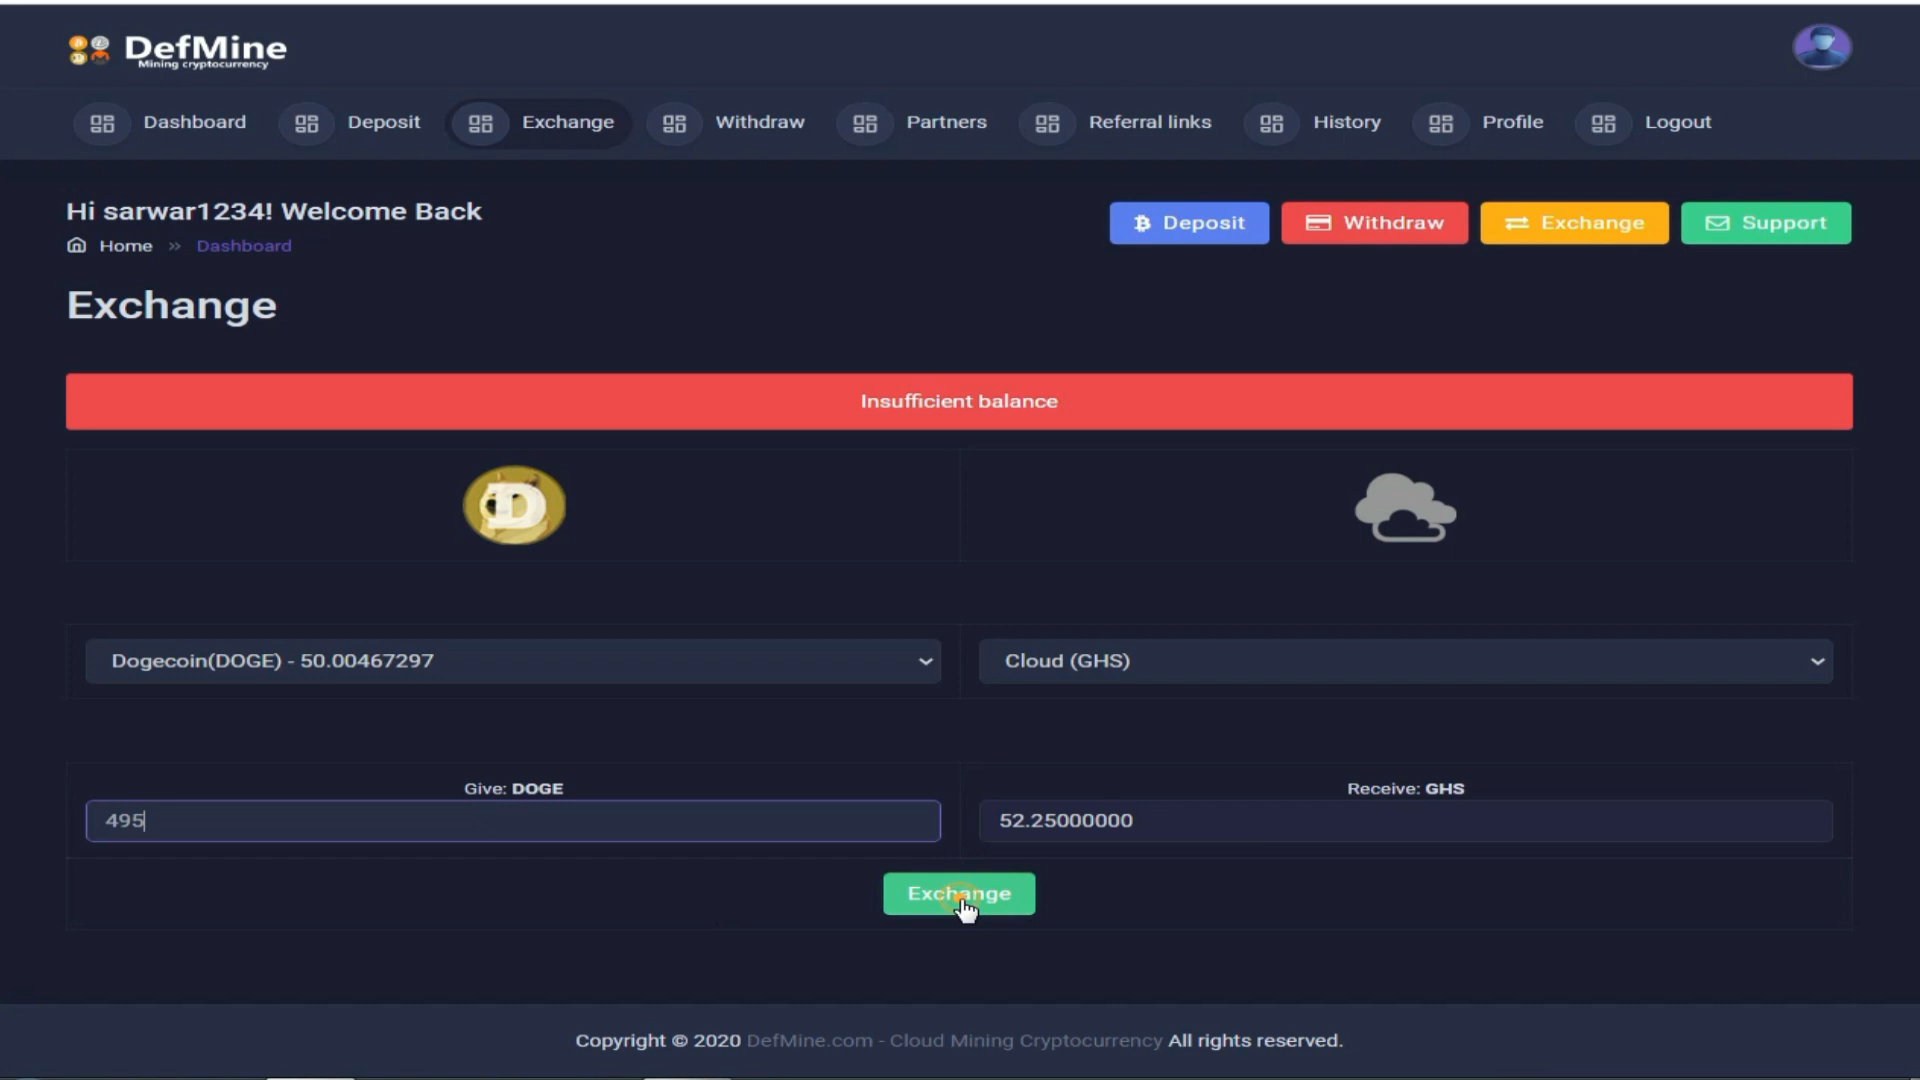 DefMine
Mining cryptocurrency
Dashboard
Deposit
Exchange
Withdraw
Partners
Referral links
History
Profile
Logout
Hi sarwar1234! Welcome Back
Home » Dashboard
Deposit
Withdraw
Exchange
Support
Exchange
Insufficient balance
Dogecoin(DOGE) - 50.00467297
Cloud (GHS)
Give: DOGE
Receive: GHS
495
52.25000000
Exchange
Copyright © 2020 DefMine.com - Cloud Mining Cryptocurrency All rights reserved.